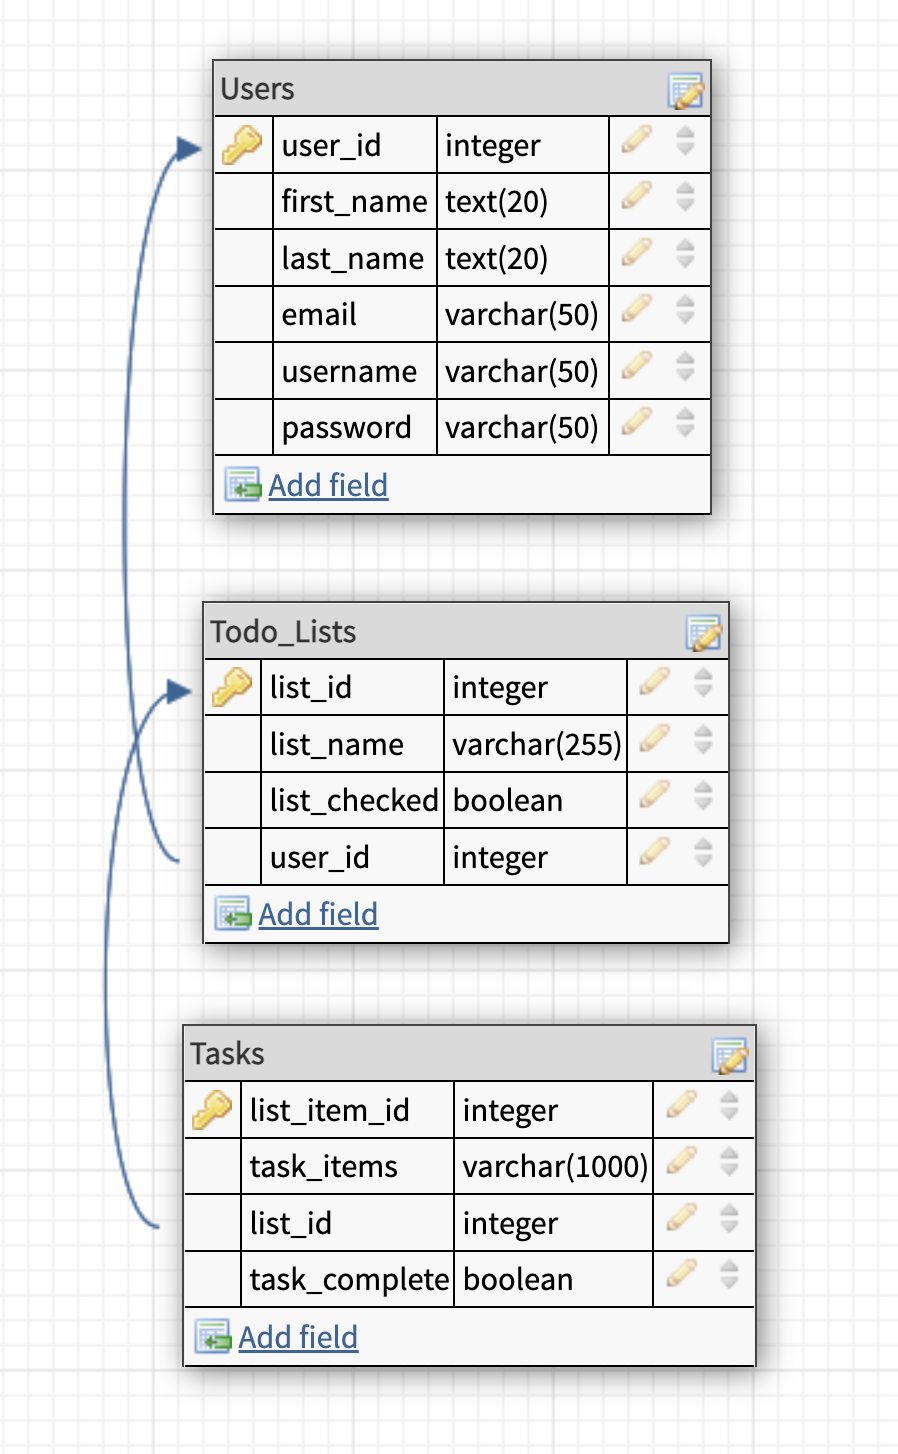 Users
user_id integer
first_name text(20)
last_name text(20)
email varchar(50)
username varchar(50)
password varchar(50)
Add field
Todo_Lists
list_id integer
list_name varchar(255)
list_checked boolean
user_id integer
Add field
Tasks
list_item_id integer
task_items varchar(1000)
list_id integer
task_complete boolean
Add field